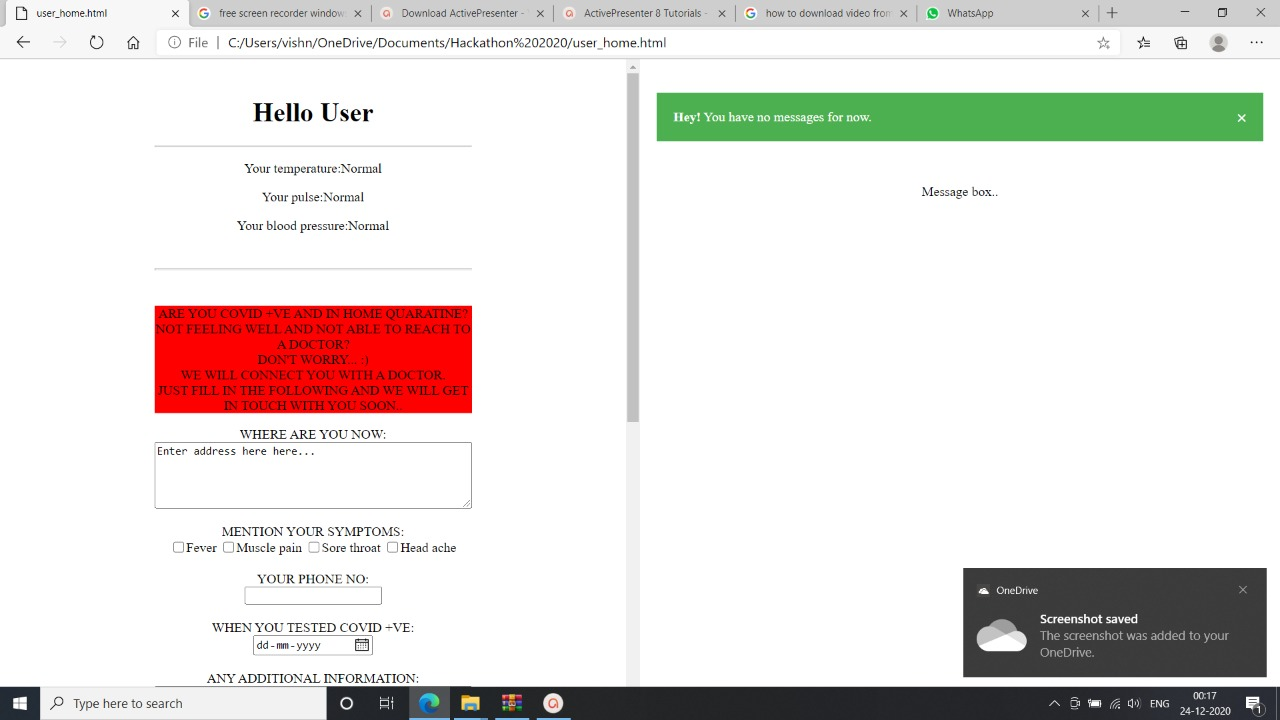 user_home.html
free screen recorder window
Download ActivePresenter -
ActivePresenter 8 Tutorials -
how to download video from
WhatsApp
File | C:/Users/vishn/OneDrive/Documents/Hackathon%202020/user_home.html
Hello User
Your temperature:Normal
Your pulse:Normal
Your blood pressure:Normal
ARE YOU COVID +VE AND IN HOME QUARATINE?
NOT FEELING WELL AND NOT ABLE TO REACH TO
A DOCTOR?
DON'T WORRY... :)
WE WILL CONNECT YOU WITH A DOCTOR.
JUST FILL IN THE FOLLOWING AND WE WILL GET
IN TOUCH WITH YOU SOON..
WHERE ARE YOU NOW:
Enter address here here...
MENTION YOUR SYMPTOMS:
Fever Muscle pain Sore throat Head ache
YOUR PHONE NO:
WHEN YOU TESTED COVID +VE:
dd-mm-yyyy
ANY ADDITIONAL INFORMATION:
Hey! You have no messages for now. ×
Message box..
OneDrive
Screenshot saved
The screenshot was added to your
OneDrive.
Type here to search
ENG
00:17
24-12-2020
1